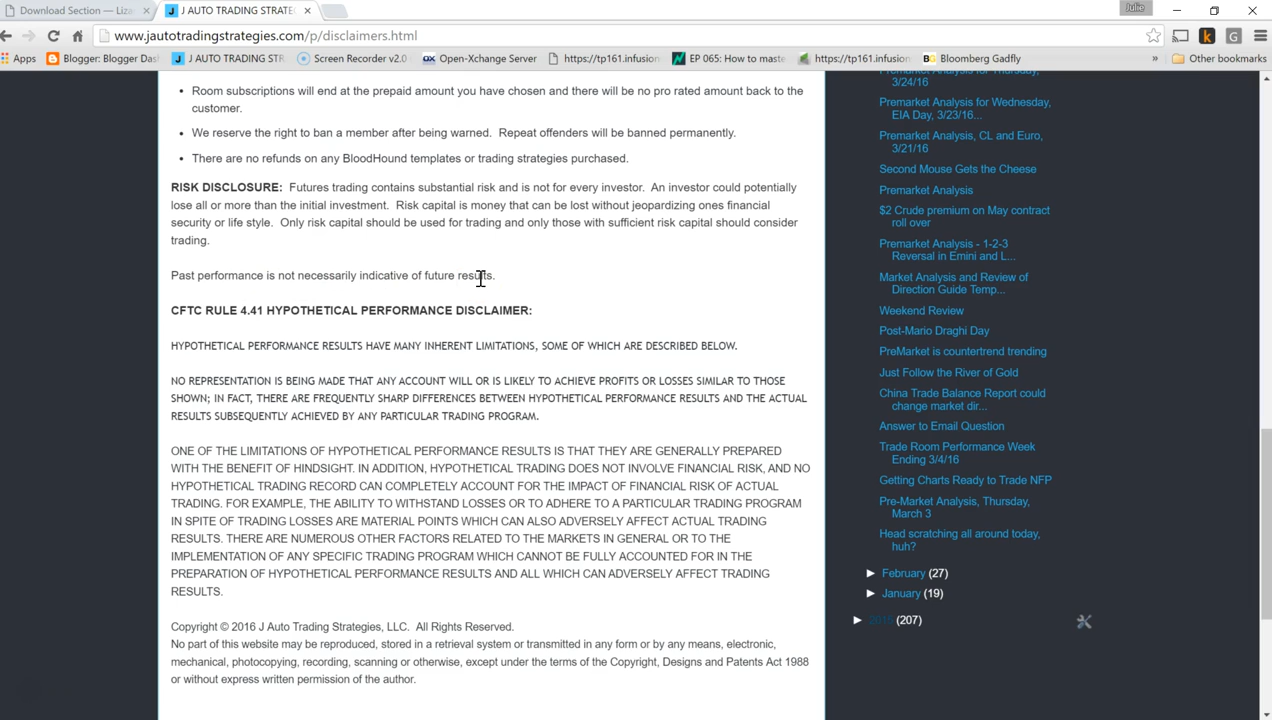 Julie
Download Section — Liza
J AUTO TRADING STRATE
www.jautotradingstrategies.com/p/disclaimers.html
Apps Blogger: Blogger Das J AUTO TRADING STR Screen Recorder v2.0 Open-Xchange Server https://tp161.infusion EP 065: How to maste https://tp161.infusion Bloomberg Gadfly » Other bookmarks
• Room subscriptions will end at the prepaid amount you have chosen and there will be no pro rated amount back to the
customer.
• We reserve the right to ban a member after being warned. Repeat offenders will be banned permanently.
• There are no refunds on any BloodHound templates or trading strategies purchased.
RISK DISCLOSURE: Futures trading contains substantial risk and is not for every investor. An investor could potentially
lose all or more than the initial investment. Risk capital is money that can be lost without jeopardizing ones financial
security or life style. Only risk capital should be used for trading and only those with sufficient risk capital should consider
trading.
Past performance is not necessarily indicative of future results.
CFTC RULE 4.41 HYPOTHETICAL PERFORMANCE DISCLAIMER:
HYPOTHETICAL PERFORMANCE RESULTS HAVE MANY INHERENT LIMITATIONS, SOME OF WHICH ARE DESCRIBED BELOW.
NO REPRESENTATION IS BEING MADE THAT ANY ACCOUNT WILL OR IS LIKELY TO ACHIEVE PROFITS OR LOSSES SIMILAR TO THOSE
SHOWN; IN FACT, THERE ARE FREQUENTLY SHARP DIFFERENCES BETWEEN HYPOTHETICAL PERFORMANCE RESULTS AND THE ACTUAL
RESULTS SUBSEQUENTLY ACHIEVED BY ANY PARTICULAR TRADING PROGRAM.
ONE OF THE LIMITATIONS OF HYPOTHETICAL PERFORMANCE RESULTS IS THAT THEY ARE GENERALLY PREPARED
WITH THE BENEFIT OF HINDSIGHT. IN ADDITION, HYPOTHETICAL TRADING DOES NOT INVOLVE FINANCIAL RISK, AND NO
HYPOTHETICAL TRADING RECORD CAN COMPLETELY ACCOUNT FOR THE IMPACT OF FINANCIAL RISK OF ACTUAL
TRADING. FOR EXAMPLE, THE ABILITY TO WITHSTAND LOSSES OR TO ADHERE TO A PARTICULAR TRADING PROGRAM
IN SPITE OF TRADING LOSSES ARE MATERIAL POINTS WHICH CAN ALSO ADVERSELY AFFECT ACTUAL TRADING
RESULTS. THERE ARE NUMEROUS OTHER FACTORS RELATED TO THE MARKETS IN GENERAL OR TO THE
IMPLEMENTATION OF ANY SPECIFIC TRADING PROGRAM WHICH CANNOT BE FULLY ACCOUNTED FOR IN THE
PREPARATION OF HYPOTHETICAL PERFORMANCE RESULTS AND ALL WHICH CAN ADVERSELY AFFECT TRADING
RESULTS.
Copyright © 2016 J Auto Trading Strategies, LLC. All Rights Reserved.
No part of this website may be reproduced, stored in a retrieval system or transmitted in any form or by any means, electronic,
mechanical, photocopying, recording, scanning or otherwise, except under the terms of the Copyright, Designs and Patents Act 1988
or without express written permission of the author.
Premarket Analysis for Thursday,
3/24/16
Premarket Analysis for Wednesday,
EIA Day, 3/23/16...
Premarket Analysis, CL and Euro,
3/21/16
Second Mouse Gets the Cheese
Premarket Analysis
$2 Crude premium on May contract
roll over
Premarket Analysis - 1-2-3
Reversal in Emini and L...
Market Analysis and Review of
Direction Guide Temp...
Weekend Review
Post-Mario Draghi Day
PreMarket is countertrend trending
Just Follow the River of Gold
China Trade Balance Report could
change market dir...
Answer to Email Question
Trade Room Performance Week
Ending 3/4/16
Getting Charts Ready to Trade NFP
Pre-Market Analysis, Thursday,
March 3
Head scratching all around today,
huh?
► February (27)
► January (19)
► (207)